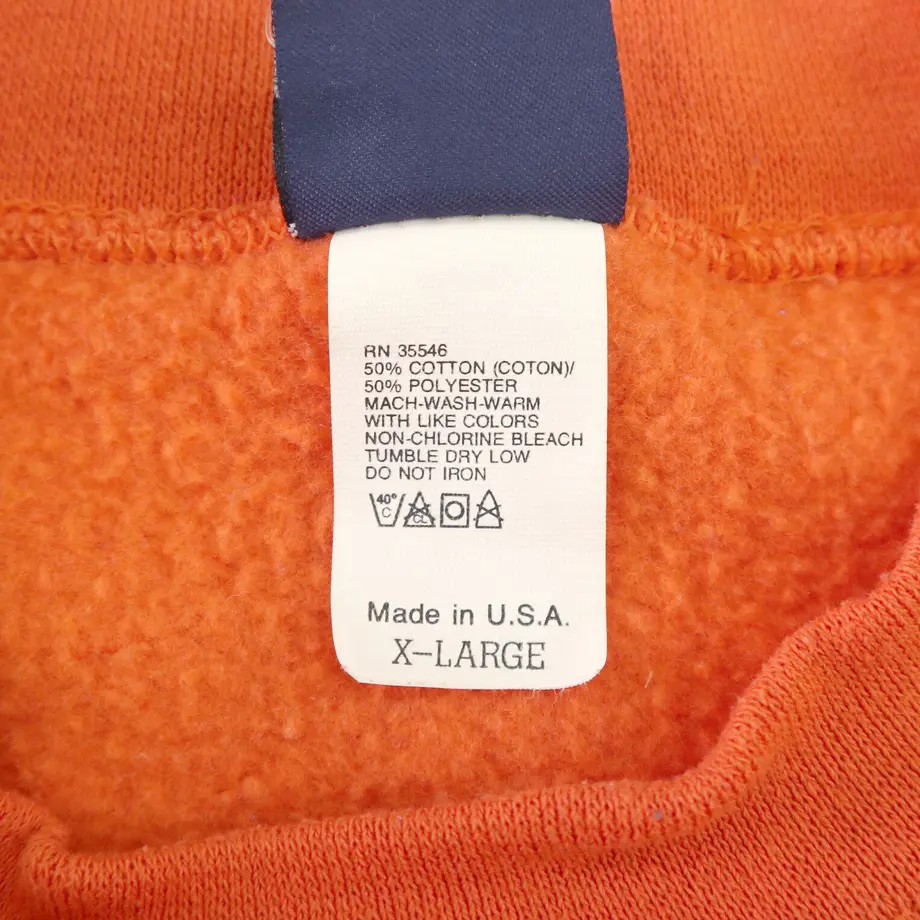 RN 35546
50% COTTON (COTON)/
50% POLYESTER
MACH-WASH-WARM
WITH LIKE COLORS
NON-CHLORINE BLEACH
TUMBLE DRY LOW
DO NOT IRON
40°
C
CL
Made in U.S.A.
X-LARGE